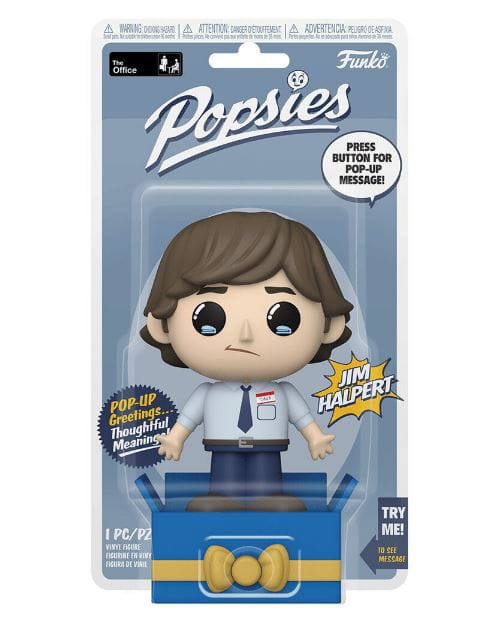 WARNING: CHOKING HAZARD.
ATTENTION: DANGER D'ÉTOUFFEMENT.
ADVERTENCIA: PELIGRO DE ASFIXIA.
The
Office
Funko
Popsies
PRESS
BUTTON FOR
POP-UP
MESSAGE!
JIM
HALPERT
POP-UP
Greetings...
Thoughtful
Meaning
1 PC/PZ
VINYL FIGURE
FIGURINE EN VINYL
FIGURA DE VINIL
TRY
ME!
TO SEE
MESSAGE